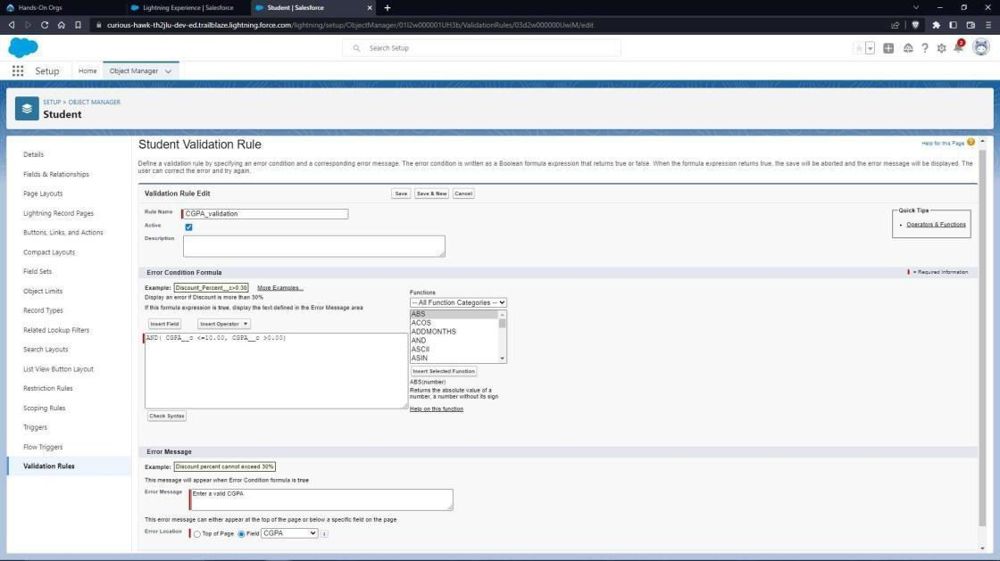 Hands-On Orgs
Lightning Experience | Salesforce
Student | Salesforce
curious-hawk-th2jlu-dev-ed.trailblaze.lightning.force.com/lightning/setup/ObjectManager/01I2w000001UH3b/ValidationRules/03d2w000000UwiM/edit
Search Setup
2
Setup
Home
Object Manager
SETUP > OBJECT MANAGER
Student
Details
Fields & Relationships
Page Layouts
Lightning Record Pages
Buttons, Links, and Actions
Compact Layouts
Field Sets
Object Limits
Record Types
Related Lookup Filters
Search Layouts
List View Button Layout
Restriction Rules
Scoping Rules
Triggers
Flow Triggers
Validation Rules
Student Validation Rule
Help for this Page
Define a validation rule by specifying an error condition and a corresponding error message. The error condition is written as a Boolean formula expression that returns true or false. When the formula expression returns true, the save will be aborted and the error message will be displayed. The
user can correct the error and try again.
Validation Rule Edit
Save
Save & New
Cancel
Rule Name
CGPA_validation
Active
Description
Quick Tips
• Operators & Functions
Error Condition Formula
= Required Information
Example: Discount_Percent__c>0.30 More Examples...
Display an error if Discount is more than 30%
If this formula expression is true, display the text defined in the Error Message area
Insert Field
Insert Operator
AND( CGPA__c <=10.00, CGPA__c >0.00)
Check Syntax
Functions
-- All Function Categories --
ABS
ACOS
ADDMONTHS
AND
ASCII
ASIN
Insert Selected Function
ABS(number)
Returns the absolute value of a
number, a number without its sign
Help on this function
Error Message
Example: Discount percent cannot exceed 30%
This message will appear when Error Condition formula is true
Error Message
Enter a valid CGPA
This error message can either appear at the top of the page or below a specific field on the page
Error Location
Top of Page
Field
CGPA
i